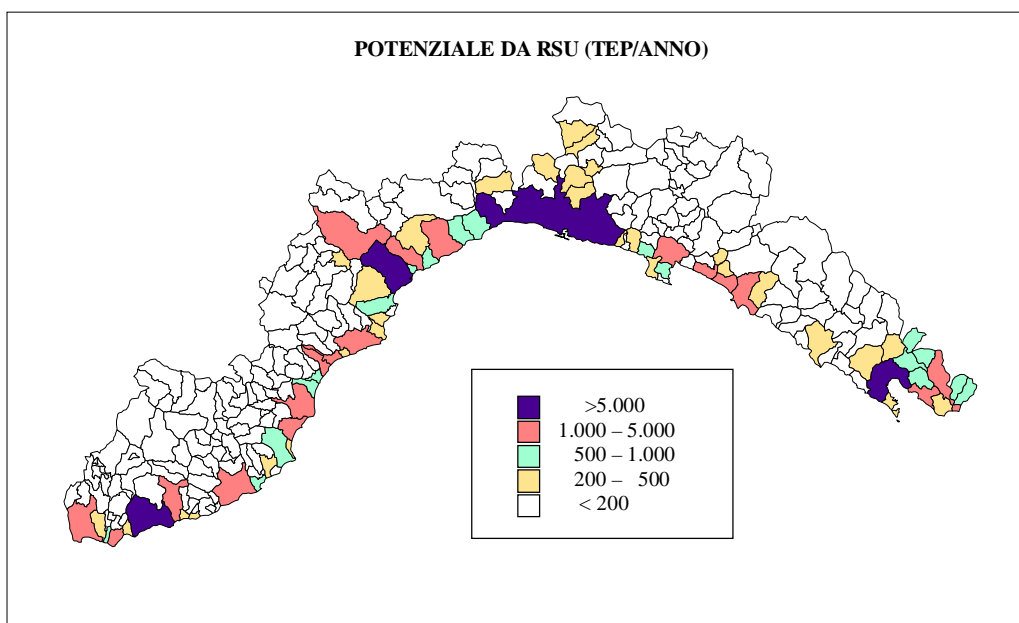 POTENZIALE DA RSU (TEP/ANNO)
>5.000
1.000 – 5.000
500 – 1.000
200 – 500
< 200